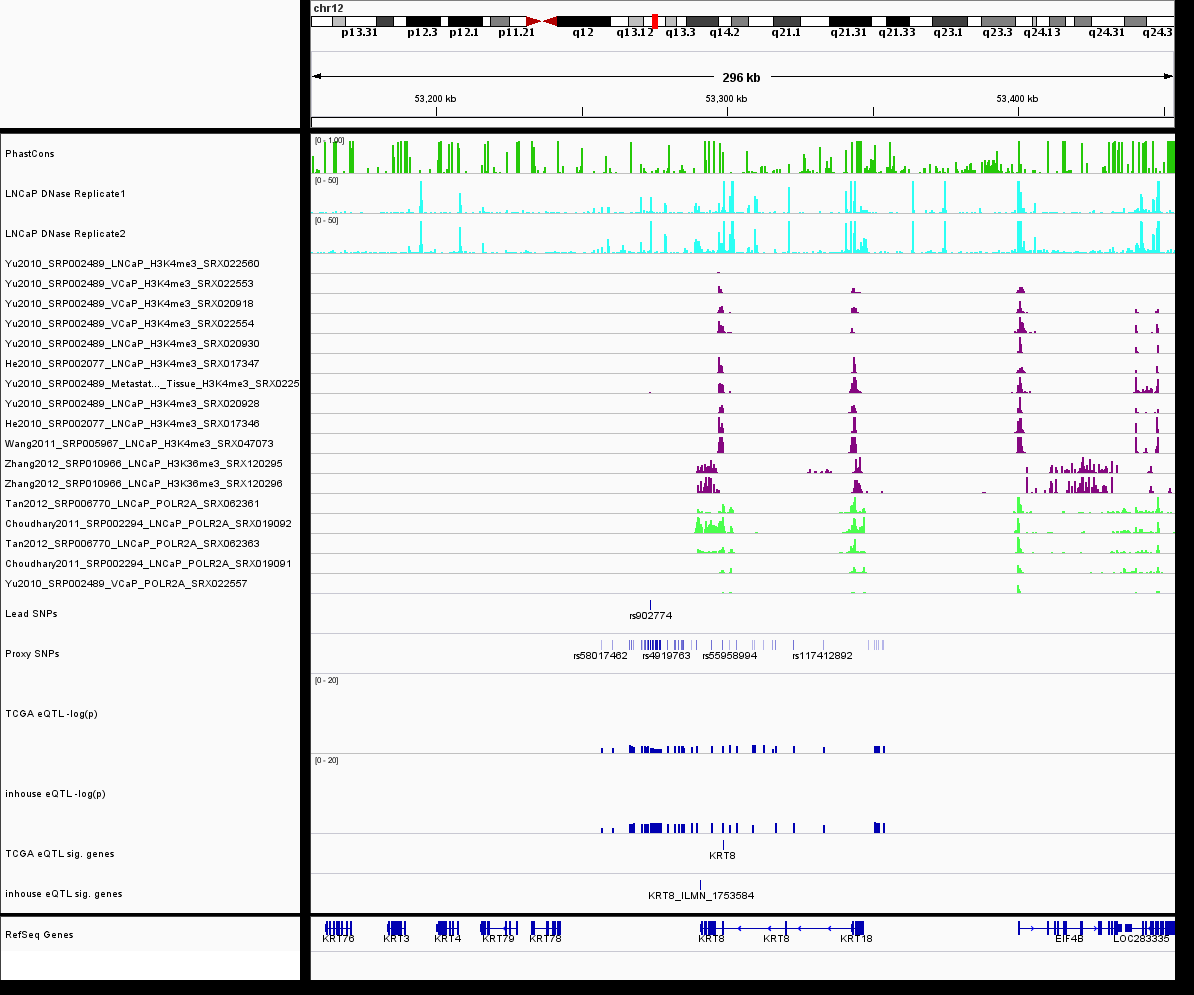 chr12
p13.31 p12.3 p12.1 p11.21 q12 q13.12 q13.3 q14.2 q21.1 q21.31 q21.33 q23.1 q23.3 q24.13 q24.31 q24.3
296 kb
53,200 kb 53,300 kb 53,400 kb
[0 - 1.00]
PhastCons
[0 - 50]
LNCaP DNase Replicate1
[0 - 50]
LNCaP DNase Replicate2
Yu2010_SRP002489_LNCaP_H3K4me3_SRX022560
Yu2010_SRP002489_VCaP_H3K4me3_SRX022553
Yu2010_SRP002489_VCaP_H3K4me3_SRX020918
Yu2010_SRP002489_VCaP_H3K4me3_SRX022554
Yu2010_SRP002489_LNCaP_H3K4me3_SRX020930
He2010_SRP002077_LNCaP_H3K4me3_SRX017347
Yu2010_SRP002489_Metastat..._Tissue_H3K4me3_SRX0225
Yu2010_SRP002489_LNCaP_H3K4me3_SRX020928
He2010_SRP002077_LNCaP_H3K4me3_SRX017346
Wang2011_SRP005967_LNCaP_H3K4me3_SRX047073
Zhang2012_SRP010966_LNCaP_H3K36me3_SRX120295
Zhang2012_SRP010966_LNCaP_H3K36me3_SRX120296
Tan2012_SRP006770_LNCaP_POLR2A_SRX062361
Choudhary2011_SRP002294_LNCaP_POLR2A_SRX019092
Tan2012_SRP006770_LNCaP_POLR2A_SRX062363
Choudhary2011_SRP002294_LNCaP_POLR2A_SRX019091
Yu2010_SRP002489_VCaP_POLR2A_SRX022557
Lead SNPs rs902774
Proxy SNPs rs58017462 rs4919763 rs55958994 rs117412892
[0 - 20]
TCGA eQTL -log(p)
[0 - 20]
inhouse eQTL -log(p)
TCGA eQTL sig. genes KRT8
inhouse eQTL sig. genes KRT8_ILMN_1753584
RefSeq Genes KRT76 KRT3 KRT4 KRT79 KRT78 KRT8 KRT8 KRT18 EIF4B LOC283335